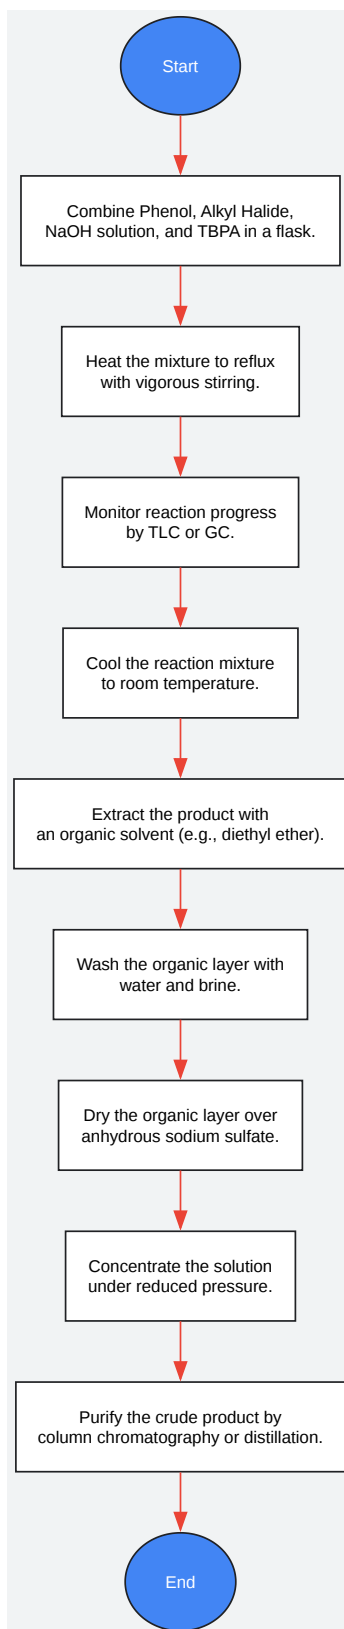 Start
Combine Phenol, Alkyl Halide,
NaOH solution, and TBPA in a flask.
Heat the mixture to reflux
with vigorous stirring.
Monitor reaction progress
by TLC or GC.
Cool the reaction mixture
to room temperature.
Extract the product with
an organic solvent (e.g., diethyl ether).
Wash the organic layer with
water and brine.
Dry the organic layer over
anhydrous sodium sulfate.
Concentrate the solution
under reduced pressure.
Purify the crude product by
column chromatography or distillation.
End